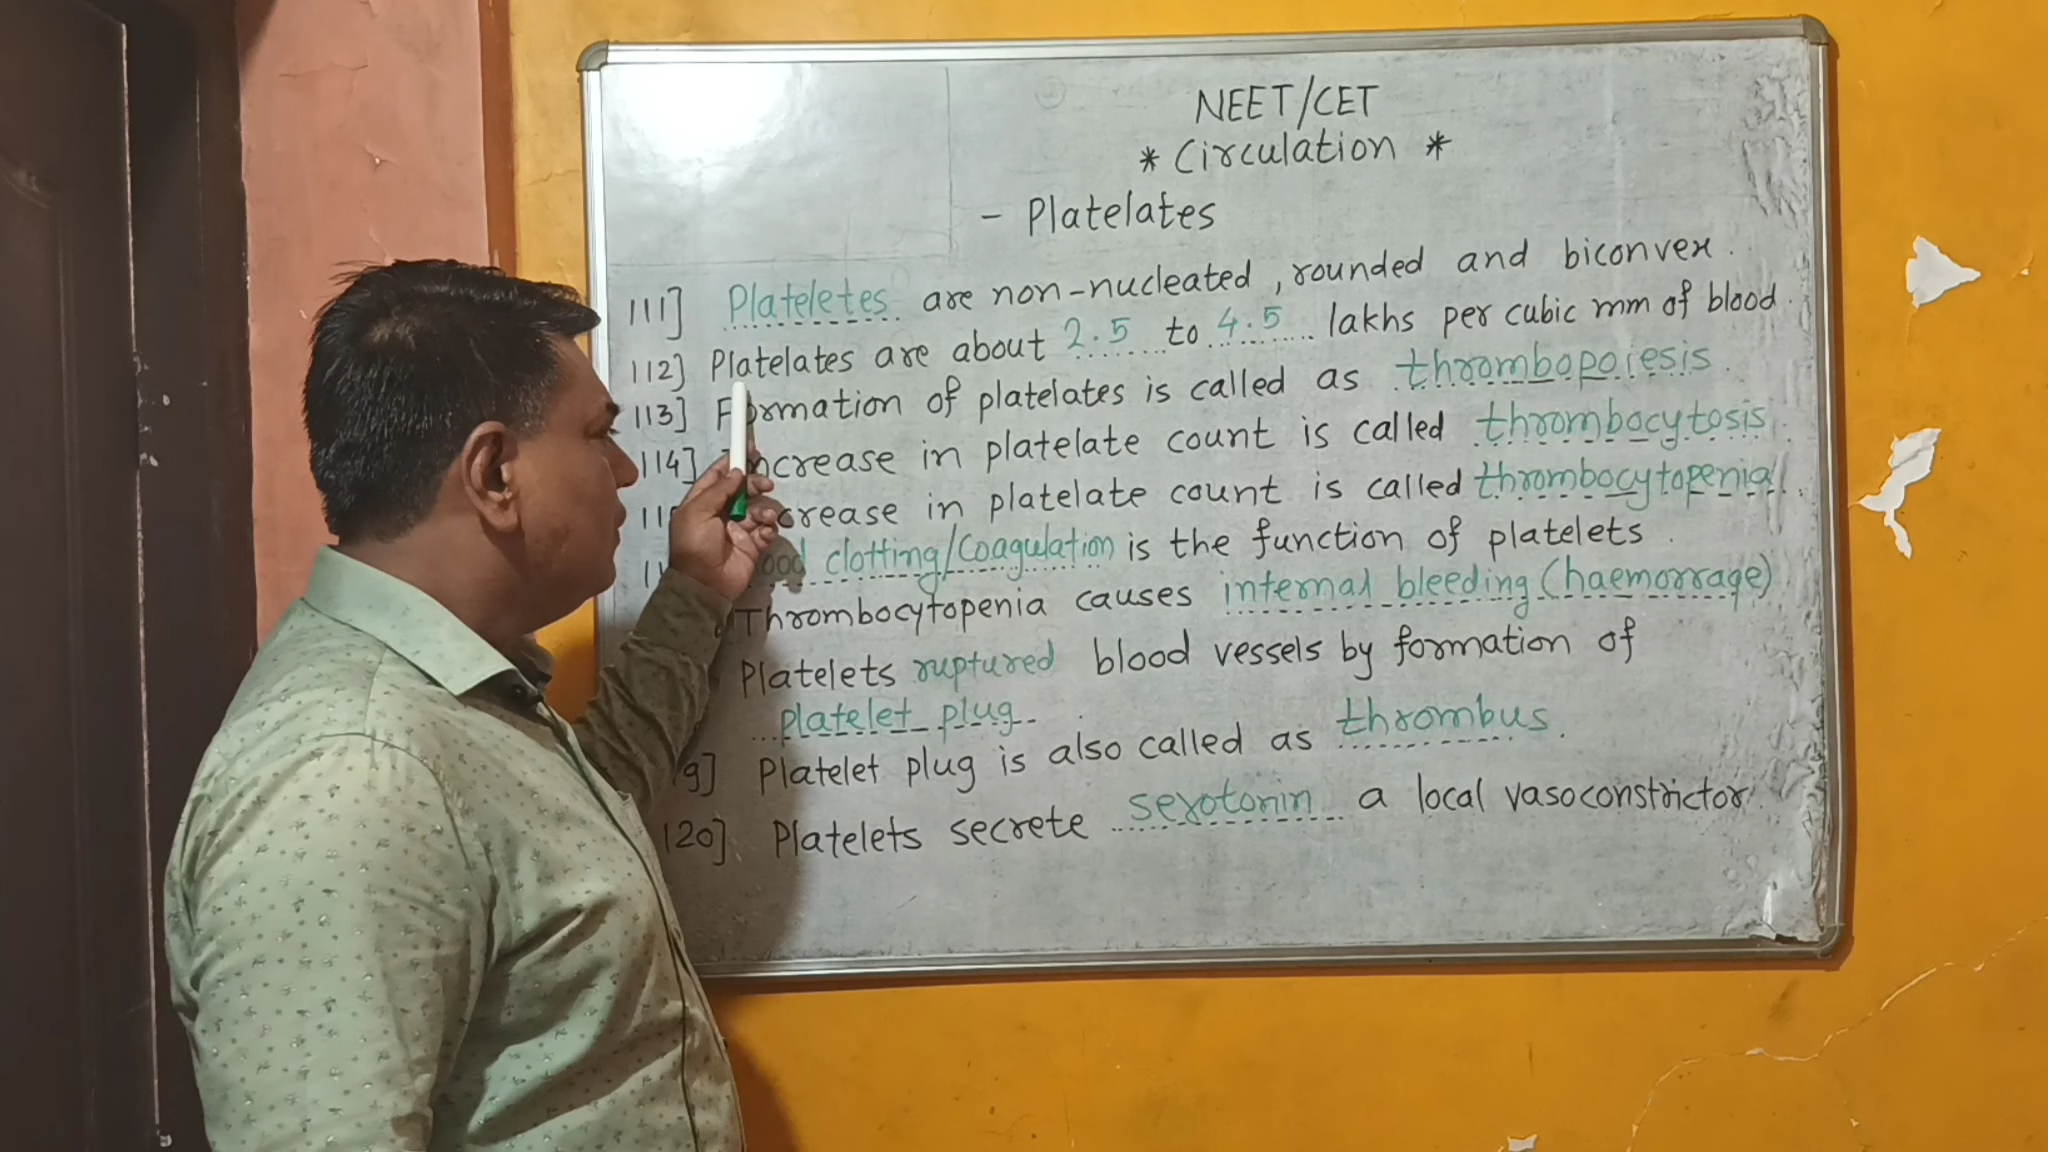 NEET/CET
* Circulation *
- Platelates
111] Plateletes are non-nucleated, rounded and biconvex.
112] Platelates are about 2.5 to 4.5 lakhs per cubic mm of blood.
113] Formation of platelates is called as thrombopoiesis.
114] Increase in platelate count is called thrombocytosis.
crease in platelate count is called thrombocytopenia.
ood clotting/Coagulation is the function of platelets.
Thrombocytopenia causes internal bleeding (haemorrage)
Platelets ruptured blood vessels by formation of
platelet plug.
9] Platelet plug is also called as thrombus.
120] Platelets secrete serotonin a local vasoconstrictor.